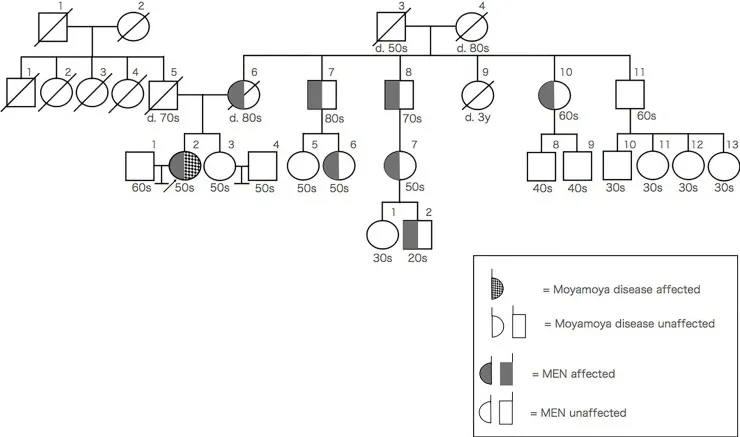 1 2 3 4
d. 50s d. 80s
1 2 3 4 5 6 7 8 9 10 11
d. 70s d. 80s 80s 70s d. 3y 60s 60s
1 2 3 4 5 6 7 8 9 10 11 12 13
60s 50s 50s 50s 50s 50s 50s 40s 40s 30s 30s 30s 30s
1 2
30s 20s
= Moyamoya disease affected
= Moyamoya disease unaffected
= MEN affected
= MEN unaffected